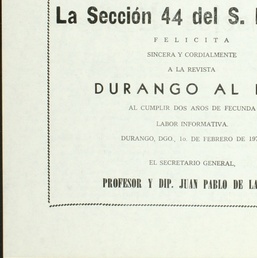 La Sección 44 del S.
FELICITA
SINCERA Y CORDIALMENTE
A LA REVISTA
DURANGO AL
AL CUMPLIR DOS AÑOS DE FECUNDA
LABOR INFORMATIVA.
DURANGO, DGO., 1o. DE FEBRERO DE 19
EL SECRETARIO GENERAL,
PROFESOR Y DIP. JUAN PABLO DE LA